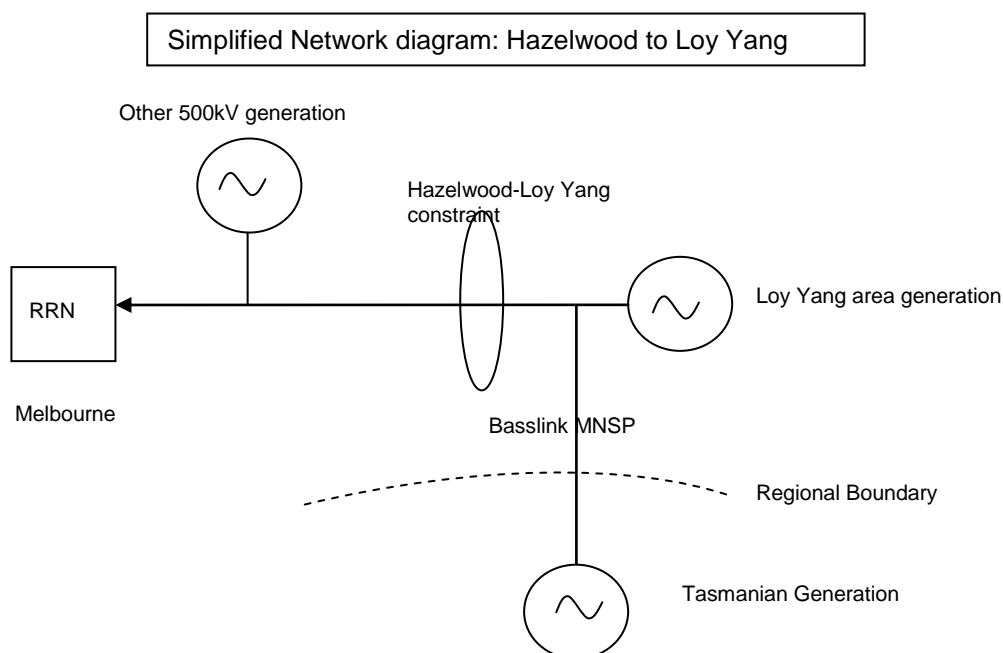 Simplified Network diagram: Hazelwood to Loy Yang
Other 500kV generation
Hazelwood-Loy Yang
constraint
RRN
Loy Yang area generation
Melbourne
Basslink MNSP
Regional Boundary
Tasmanian Generation